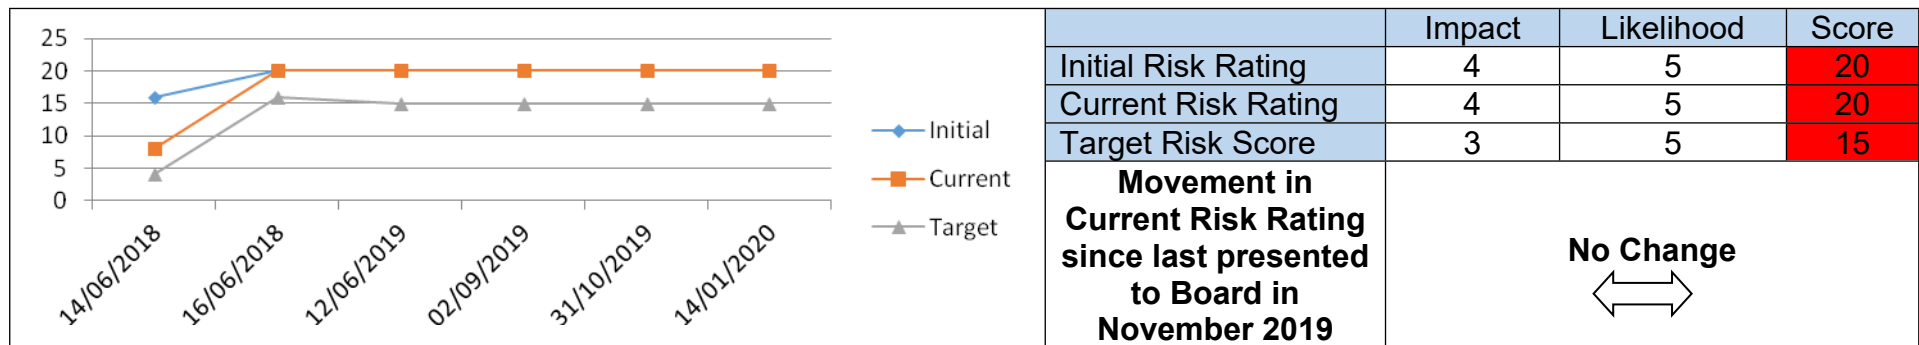 25
20
15
10
5
0
14/06/2018
16/06/2018
12/06/2019
02/09/2019
31/10/2019
14/01/2020
Initial
Current
Target
Impact Likelihood Score
Initial Risk Rating 4 5 20
Current Risk Rating 4 5 20
Target Risk Score 3 5 15
Movement in
Current Risk Rating
since last presented
to Board in
November 2019
No Change